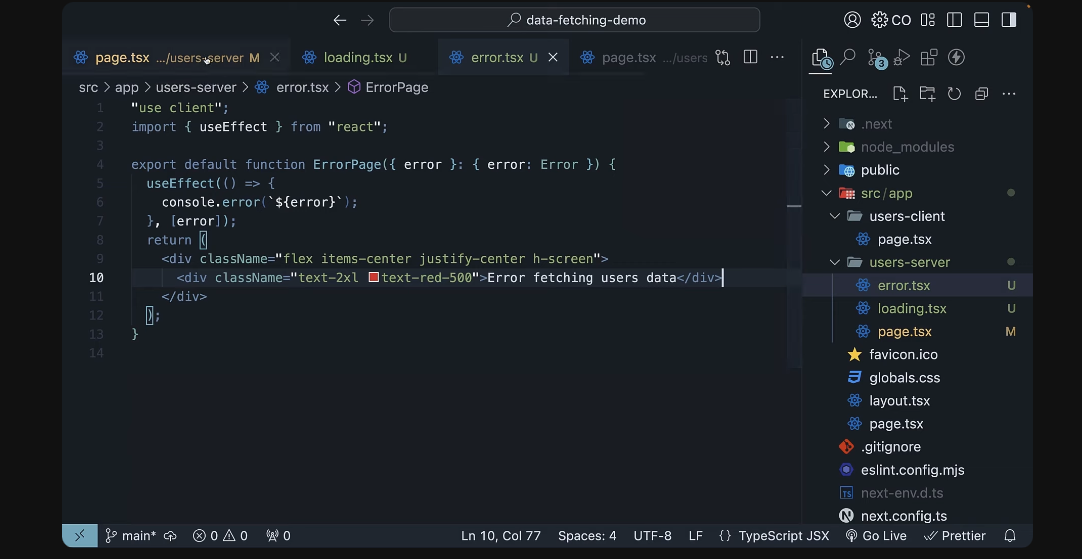 data-fetching-demo
CO
page.tsx .../users-server M
loading.tsx U
error.tsx U
page.tsx .../users
3
src > app > users-server > error.tsx > ErrorPage
EXPLOR...
1 "use client";
2 import { useEffect } from "react";
3
4 export default function ErrorPage({ error }: { error: Error }) {
5 useEffect(() => {
6 console.error(`${error}`);
7 }, [error]);
8 return (
9 <div className="flex items-center justify-center h-screen">
10 <div className="text-2xl text-red-500">Error fetching users data</div>
11 </div>
12 );
13 }
14
.next
node_modules
public
src/app
users-client
page.tsx
users-server
error.tsx U
loading.tsx U
page.tsx M
favicon.ico
globals.css
layout.tsx
page.tsx
.gitignore
eslint.config.mjs
TS next-env.d.ts
next.config.ts
main* 0 0 0 Ln 10, Col 77 Spaces: 4 UTF-8 LF {} TypeScript JSX Go Live Prettier